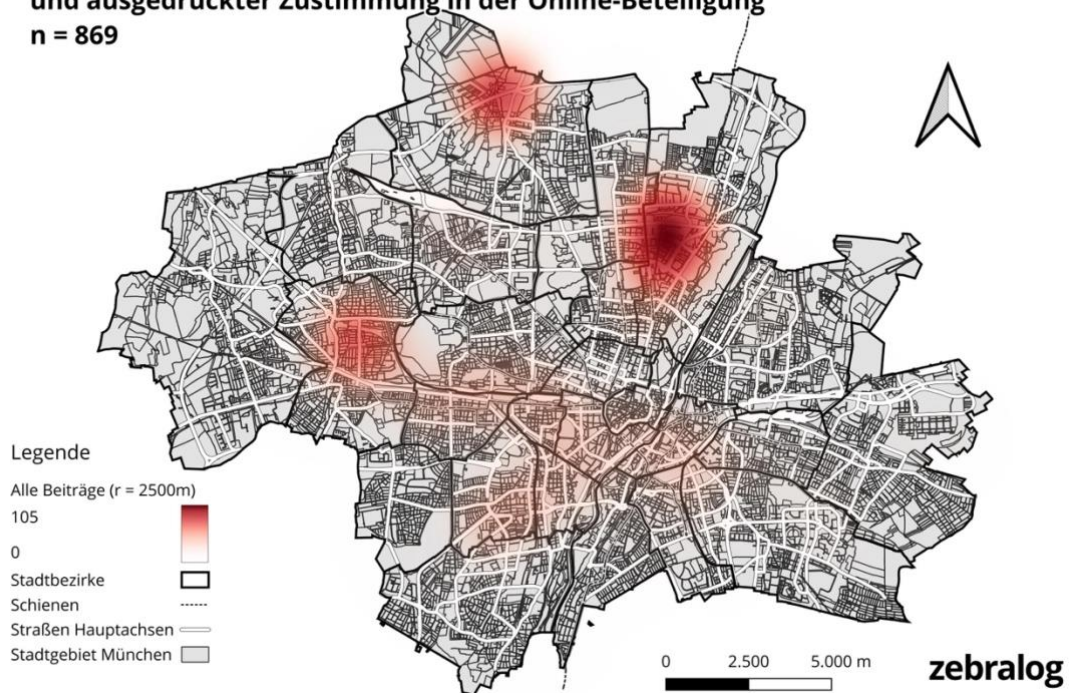 und ausgedrückter Zustimmung in der Online-Beteiligung
n = 869
Legende
Alle Beiträge (r = 2500m)
105
0
Stadtbezirke
Schienen
Straßen Hauptachsen
Stadtgebiet München
0 2.500 5.000 m
zebralog